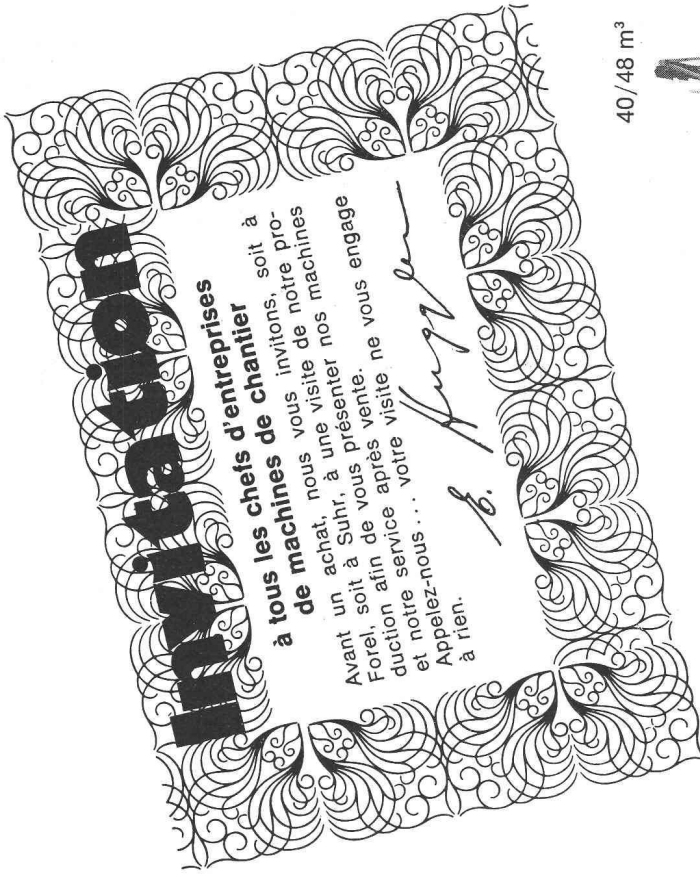 Invitation
à tous les chefs d'entreprises
de machines de chantier
Avant un achat, nous vous invitons, soit à
Forel, soit à Suhr, à une visite de notre pro-
duction afin de vous présenter nos machines
et notre service après vente.
Appelez-nous... votre visite ne vous engage
à rien.
E. Huggler
40/48 m³